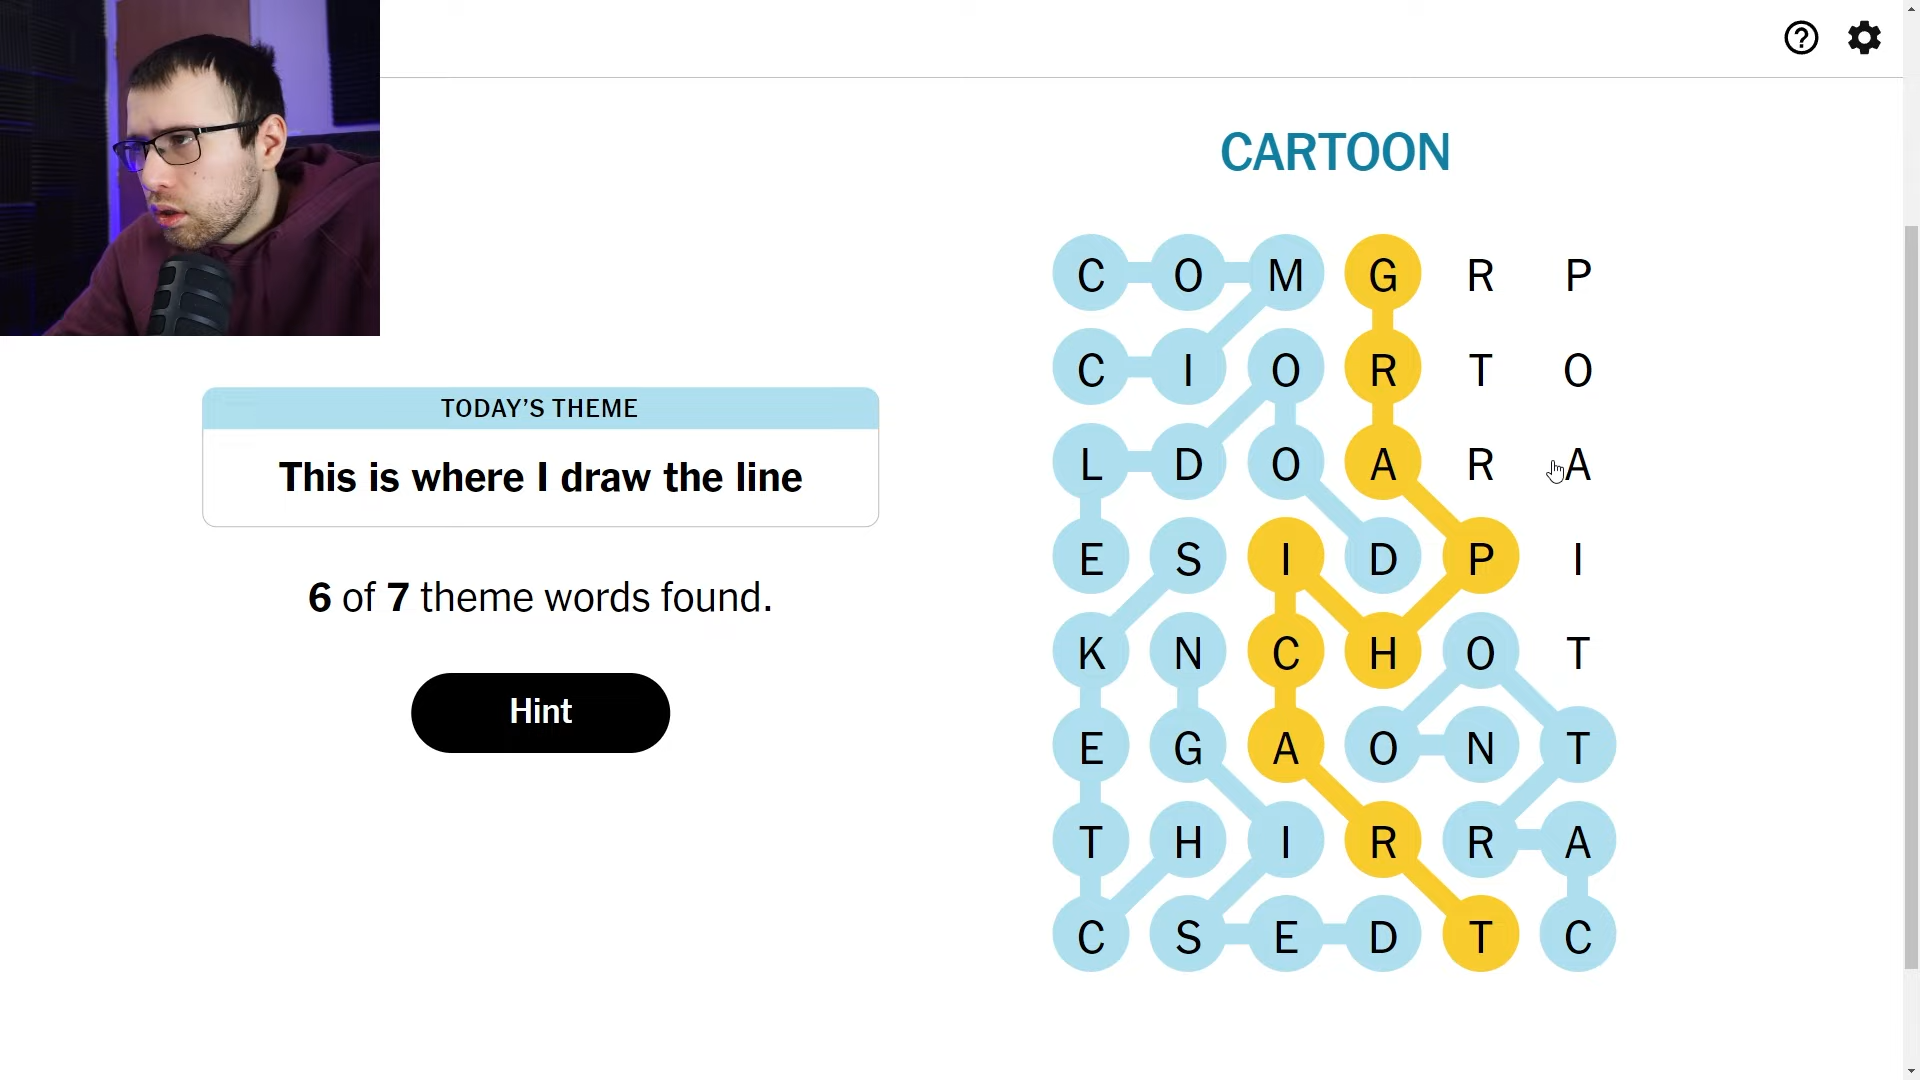 CARTOON
TODAY'S THEME
This is where I draw the line
6 of 7 theme words found.
Hint
C O M G R P
C I O R T O
L D O A R A
E S I D P I
K N C H O T
E G A O N T
T H I R R A
C S E D T C